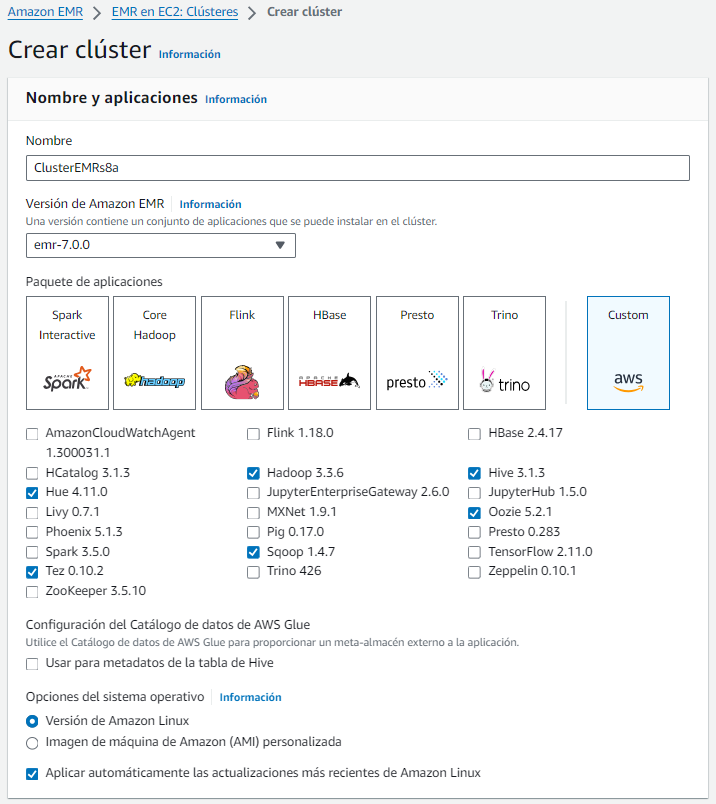 Amazon EMR > EMR en EC2: Clústeres > Crear clúster
Crear clúster Información
Nombre y aplicaciones Información
Nombre
ClusterEMRs8a
Versión de Amazon EMR Información
Una versión contiene un conjunto de aplicaciones que se puede instalar en el clúster.
emr-7.0.0
Paquete de aplicaciones
Spark Interactive
APACHE Spark
Core Hadoop
hadoop
Flink
HBase
APACHE HBASE
Presto
presto
Trino
trino
Custom
aws
AmazonCloudWatchAgent 1.300031.1
Flink 1.18.0
HBase 2.4.17
HCatalog 3.1.3
Hadoop 3.3.6
Hive 3.1.3
Hue 4.11.0
JupyterEnterpriseGateway 2.6.0
JupyterHub 1.5.0
Livy 0.7.1
MXNet 1.9.1
Oozie 5.2.1
Phoenix 5.1.3
Pig 0.17.0
Presto 0.283
Spark 3.5.0
Sqoop 1.4.7
TensorFlow 2.11.0
Tez 0.10.2
Trino 426
Zeppelin 0.10.1
ZooKeeper 3.5.10
Configuración del Catálogo de datos de AWS Glue
Utilice el Catálogo de datos de AWS Glue para proporcionar un meta-almacén externo a la aplicación.
Usar para metadatos de la tabla de Hive
Opciones del sistema operativo Información
Versión de Amazon Linux
Imagen de máquina de Amazon (AMI) personalizada
Aplicar automáticamente las actualizaciones más recientes de Amazon Linux